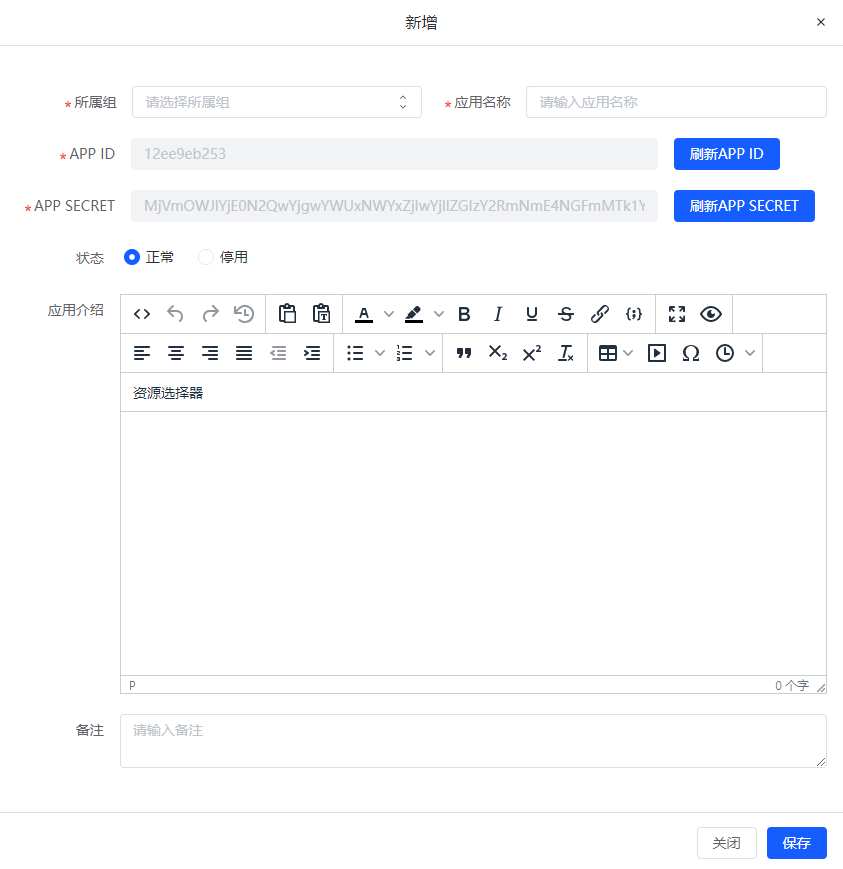 新增
所属组 请选择所属组 应用名称 请输入应用名称
APP ID 12ee9eb253 刷新APP ID
APP SECRET 刷新APP SECRET
状态 正常 停用
应用介绍
资源选择器
P 0 个字
备注 请输入备注
关闭 保存